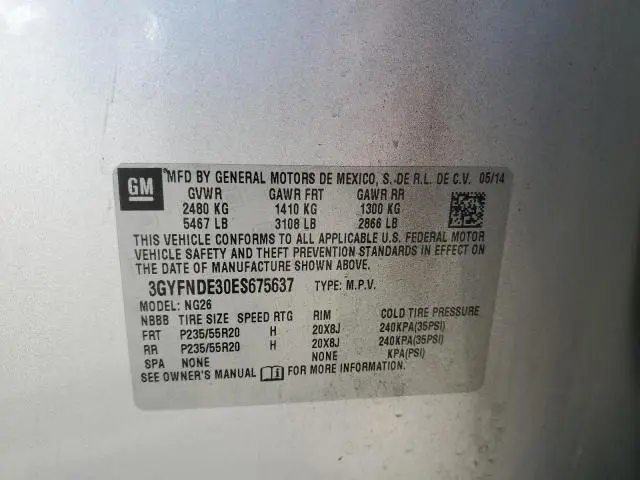 GM MFD BY GENERAL MOTORS DE MEXICO, S. DE R.L. DE C.V. 05/14
GVWR GAWR FRT GAWR RR
2480 KG 1410 KG 1300 KG
5467 LB 3108 LB 2866 LB
THIS VEHICLE CONFORMS TO ALL APPLICABLE U.S. FEDERAL MOTOR
VEHICLE SAFETY AND THEFT PREVENTION STANDARDS IN EFFECT ON
THE DATE OF MANUFACTURE SHOWN ABOVE.
3GYFNDE30ES675637 TYPE: M.P.V.
MODEL: NG26
NBBB TIRE SIZE SPEED RTG RIM COLD TIRE PRESSURE
FRT P235/55R20 H 20X8J 240KPA(35PSI)
RR P235/55R20 H 20X8J 240KPA(35PSI)
SPA NONE NONE KPA(PSI)
SEE OWNER'S MANUAL FOR MORE INFORMATION.